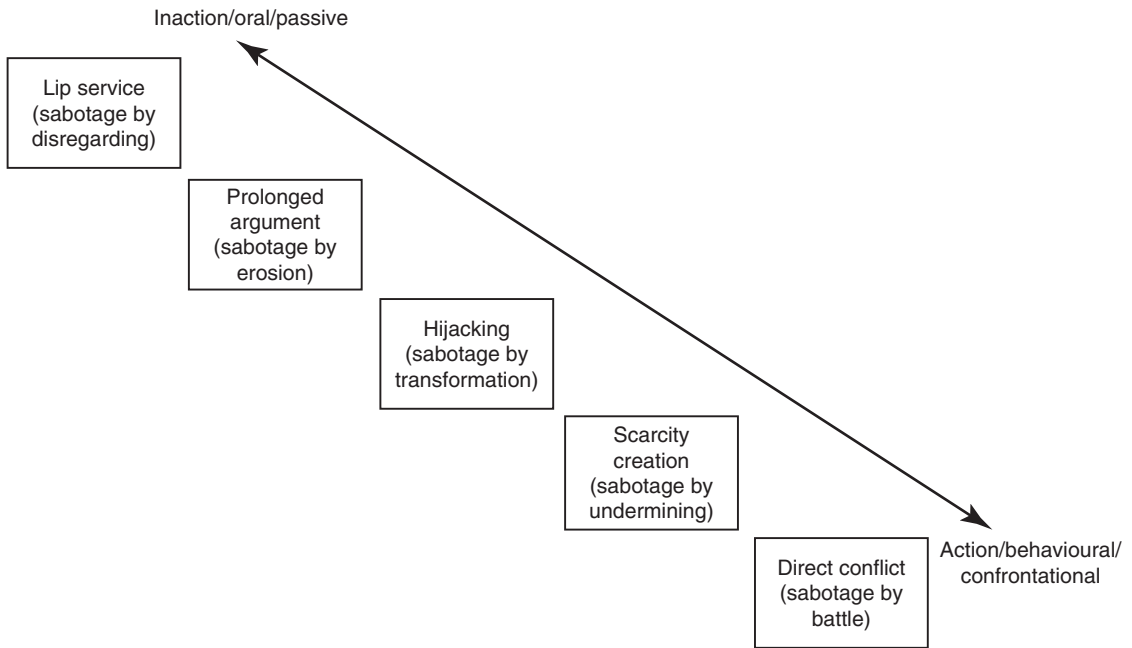 Inaction/oral/passive
Lip service
(sabotage by
disregarding)
Prolonged
argument
(sabotage by
erosion)
Hijacking
(sabotage by
transformation)
Scarcity
creation
(sabotage by
undermining)
Direct conflict
(sabotage by
battle)
Action/behavioural/
confrontational